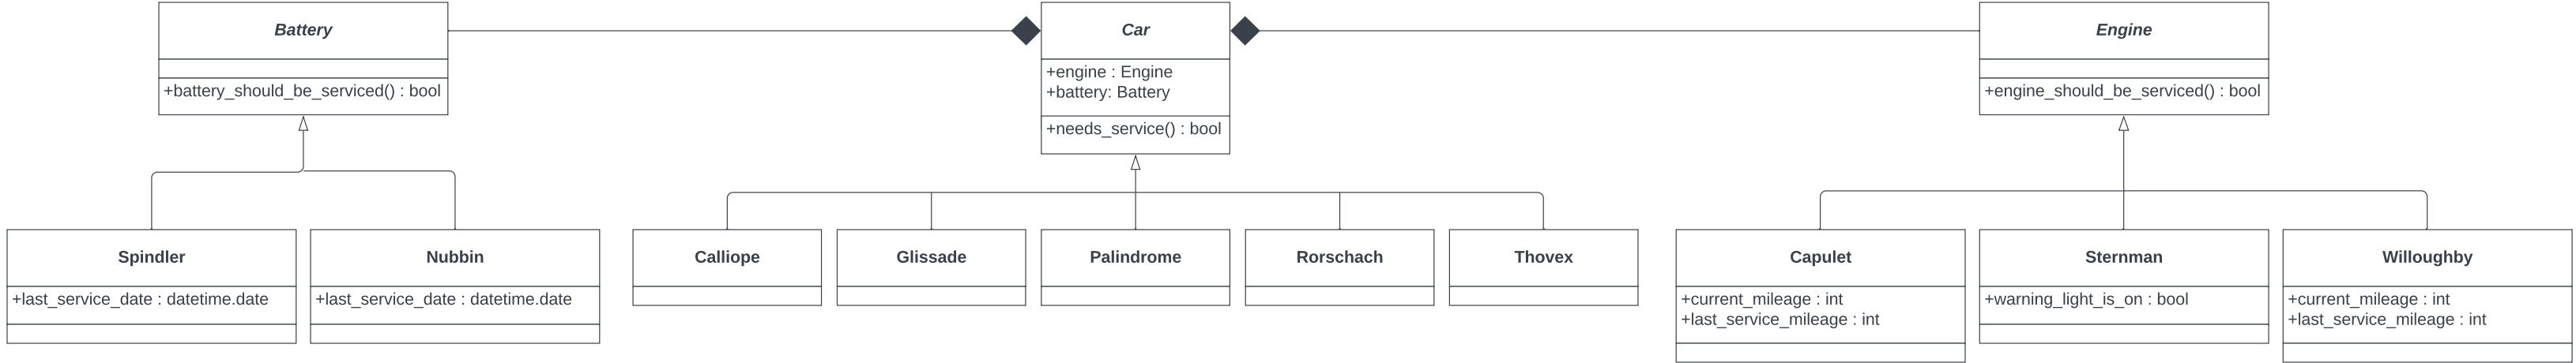 Battery
+battery_should_be_serviced() : bool
Car
+engine : Engine
+battery: Battery
+needs_service() : bool
Engine
+engine_should_be_serviced() : bool
Spindler
+last_service_date : datetime.date
Nubbin
+last_service_date : datetime.date
Calliope
Glissade
Palindrome
Rorschach
Thovex
Capulet
+current_mileage : int
+last_service_mileage : int
Sternman
+warning_light_is_on : bool
Willoughby
+current_mileage : int
+last_service_mileage : int